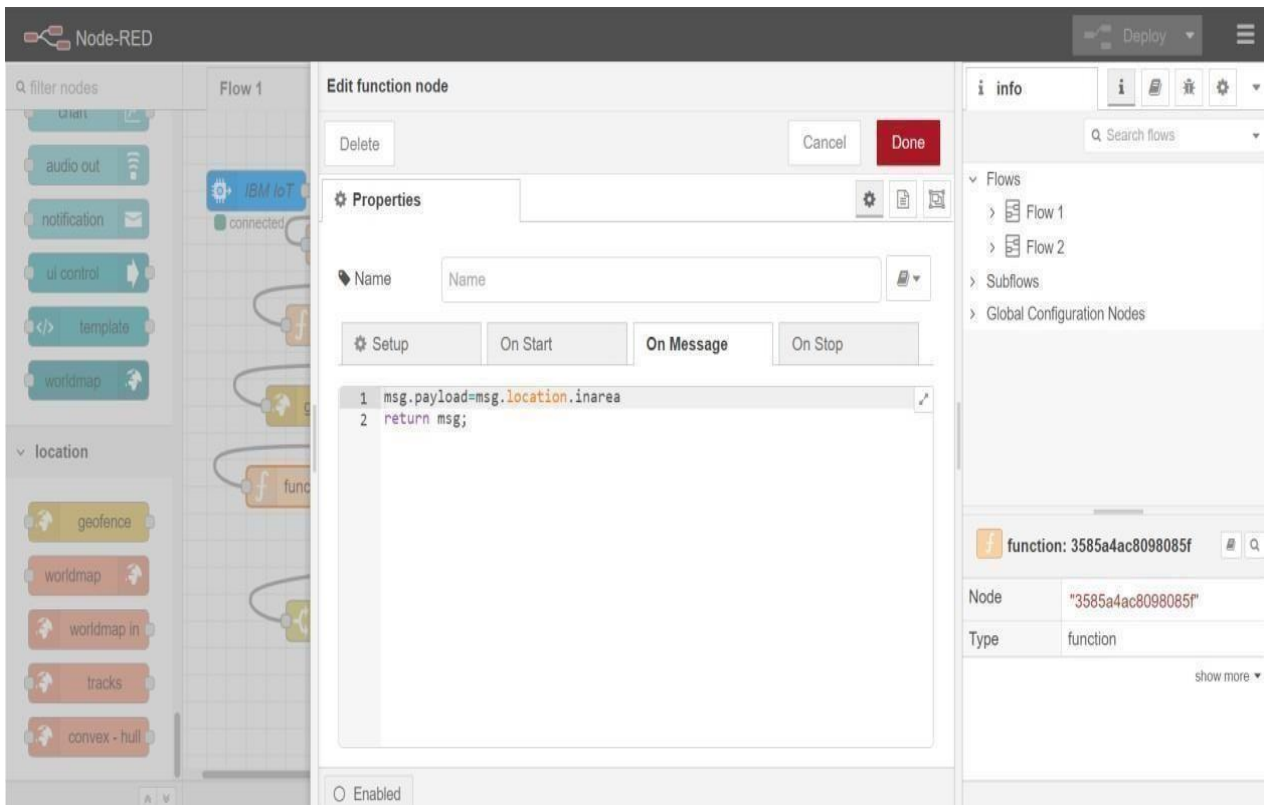 Node-RED
Deploy
filter nodes
chart
audio out
notification
ui control
template
worldmap
location
geofence
worldmap
worldmap in
tracks
convex - hull
Flow 1
IBM IoT
connected
func
Edit function node
Delete
Cancel
Done
Properties
Name
Name
Setup
On Start
On Message
On Stop
1 msg.payload=msg.location.inarea
2 return msg;
Enabled
i info
i
Search flows
Flows
Flow 1
Flow 2
Subflows
Global Configuration Nodes
function: 3585a4ac8098085f
Node "3585a4ac8098085f"
Type function
show more